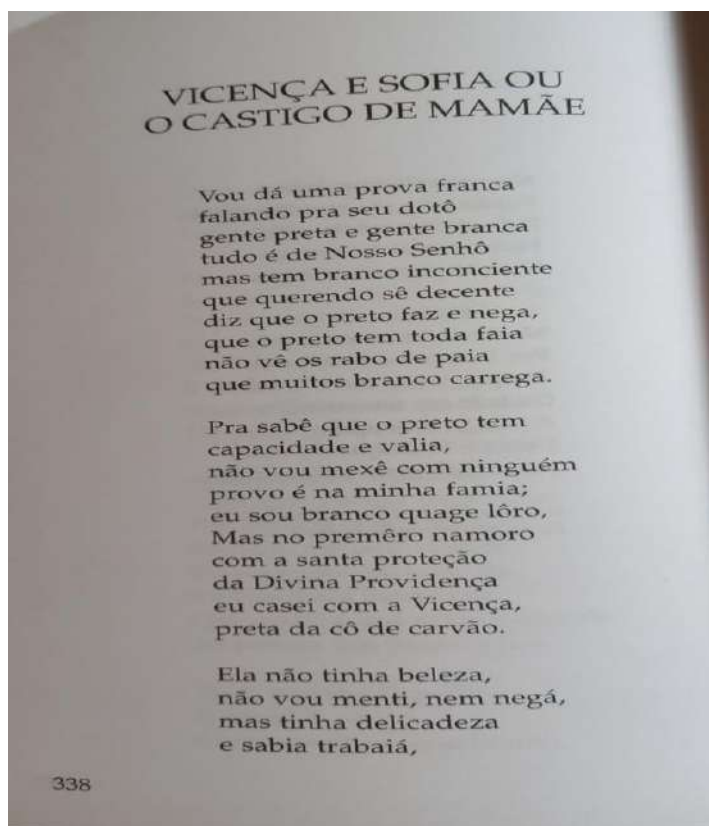 VICENÇA E SOFIA OU
O CASTIGO DE MAMÃE
Vou dá uma prova franca
falando pra seu dotô
gente preta e gente branca
tudo é de Nosso Senhô
mas tem branco inconciente
que querendo sê decente
diz que o preto faz e nega,
que o preto tem toda faia
não vê os rabo de paia
que muitos branco carrega.
Pra sabê que o preto tem
capacidade e valia,
não vou mexê com ninguém
provo é na minha famia;
eu sou branco quage lôro,
Mas no premêro namoro
com a santa proteção
da Divina Providença
eu casei com a Vicença,
preta da cô de carvão.
Ela não tinha beleza,
não vou menti, nem negá,
mas tinha delicadeza
e sabia trabaiá,
338